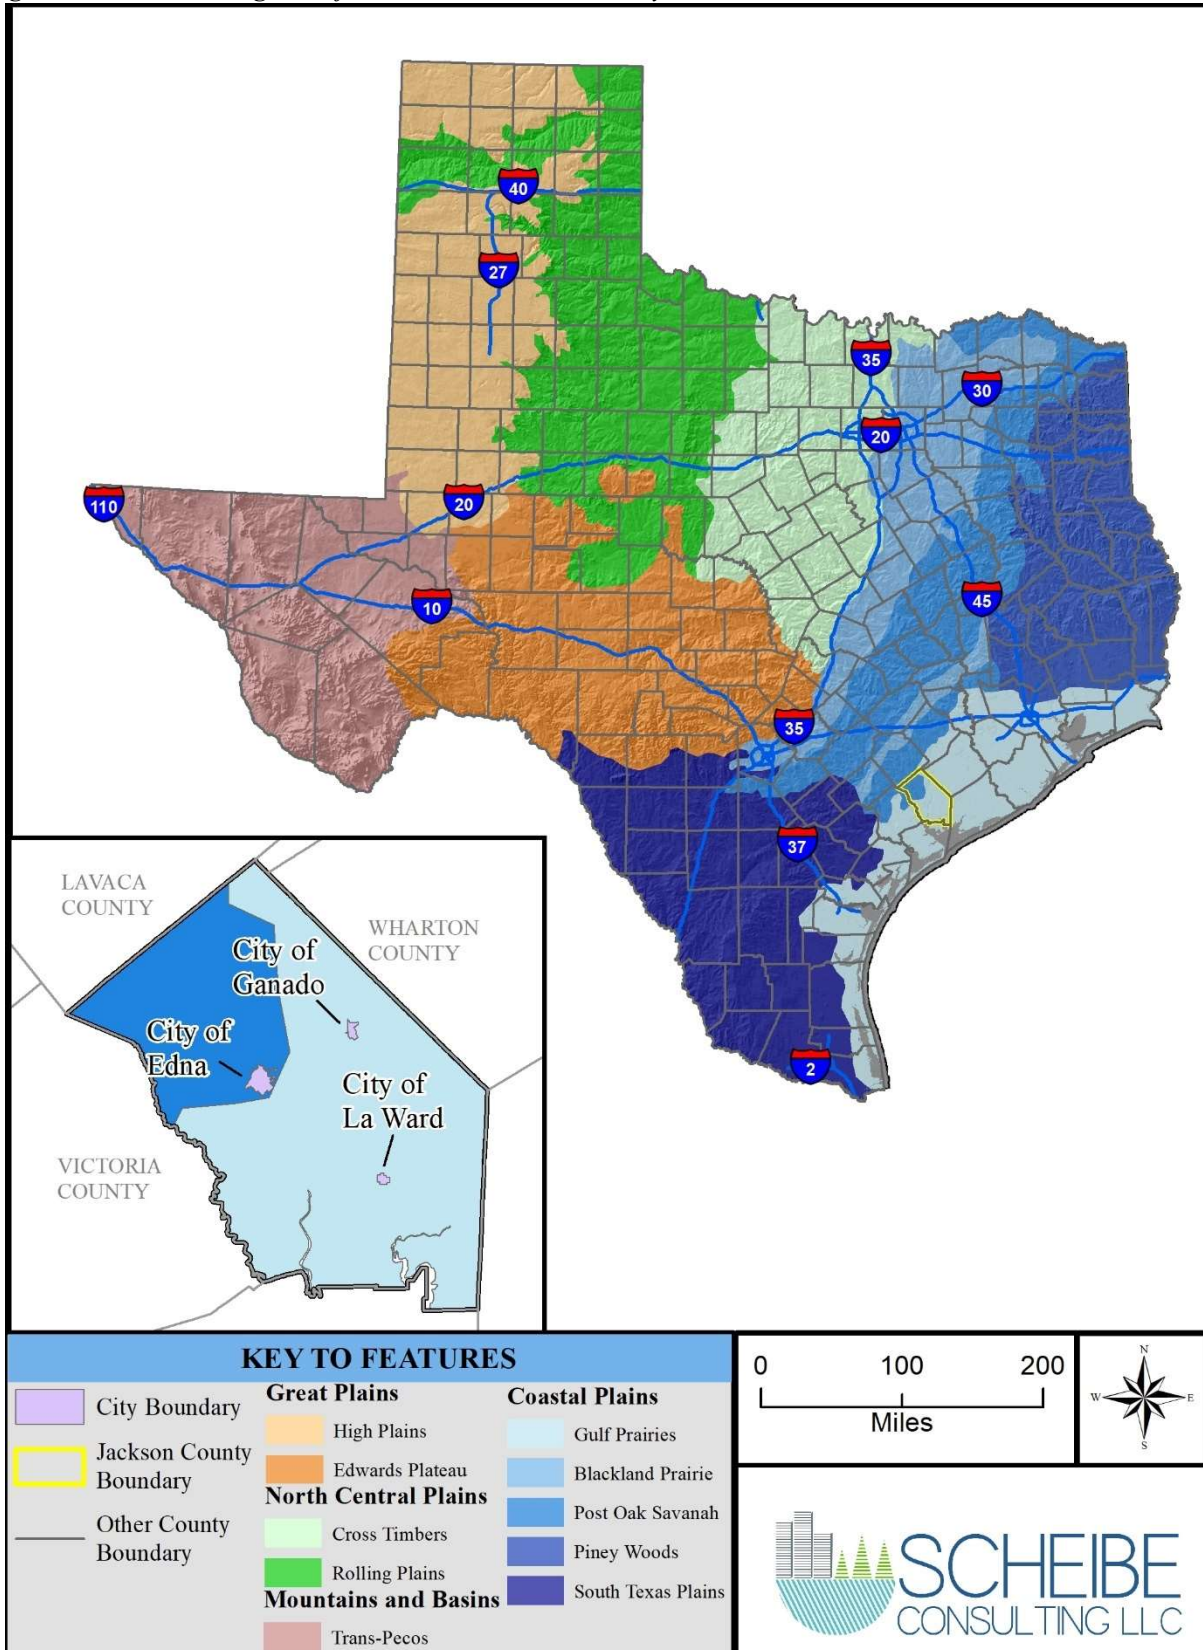 40
27
35
30
20
110
20
10
45
35
37
2
LAVACA
COUNTY
WHARTON
COUNTY
City of
Ganado
City of
Edna
City of
La Ward
VICTORIA
COUNTY
KEY TO FEATURES
City Boundary
Jackson County
Boundary
Other County
Boundary
Great Plains
High Plains
Edwards Plateau
North Central Plains
Cross Timbers
Rolling Plains
Mountains and Basins
Trans-Pecos
Coastal Plains
Gulf Prairies
Blackland Prairie
Post Oak Savanah
Piney Woods
South Texas Plains
0 100 200
Miles
N
W E
S
SCHEIBE
CONSULTING LLC